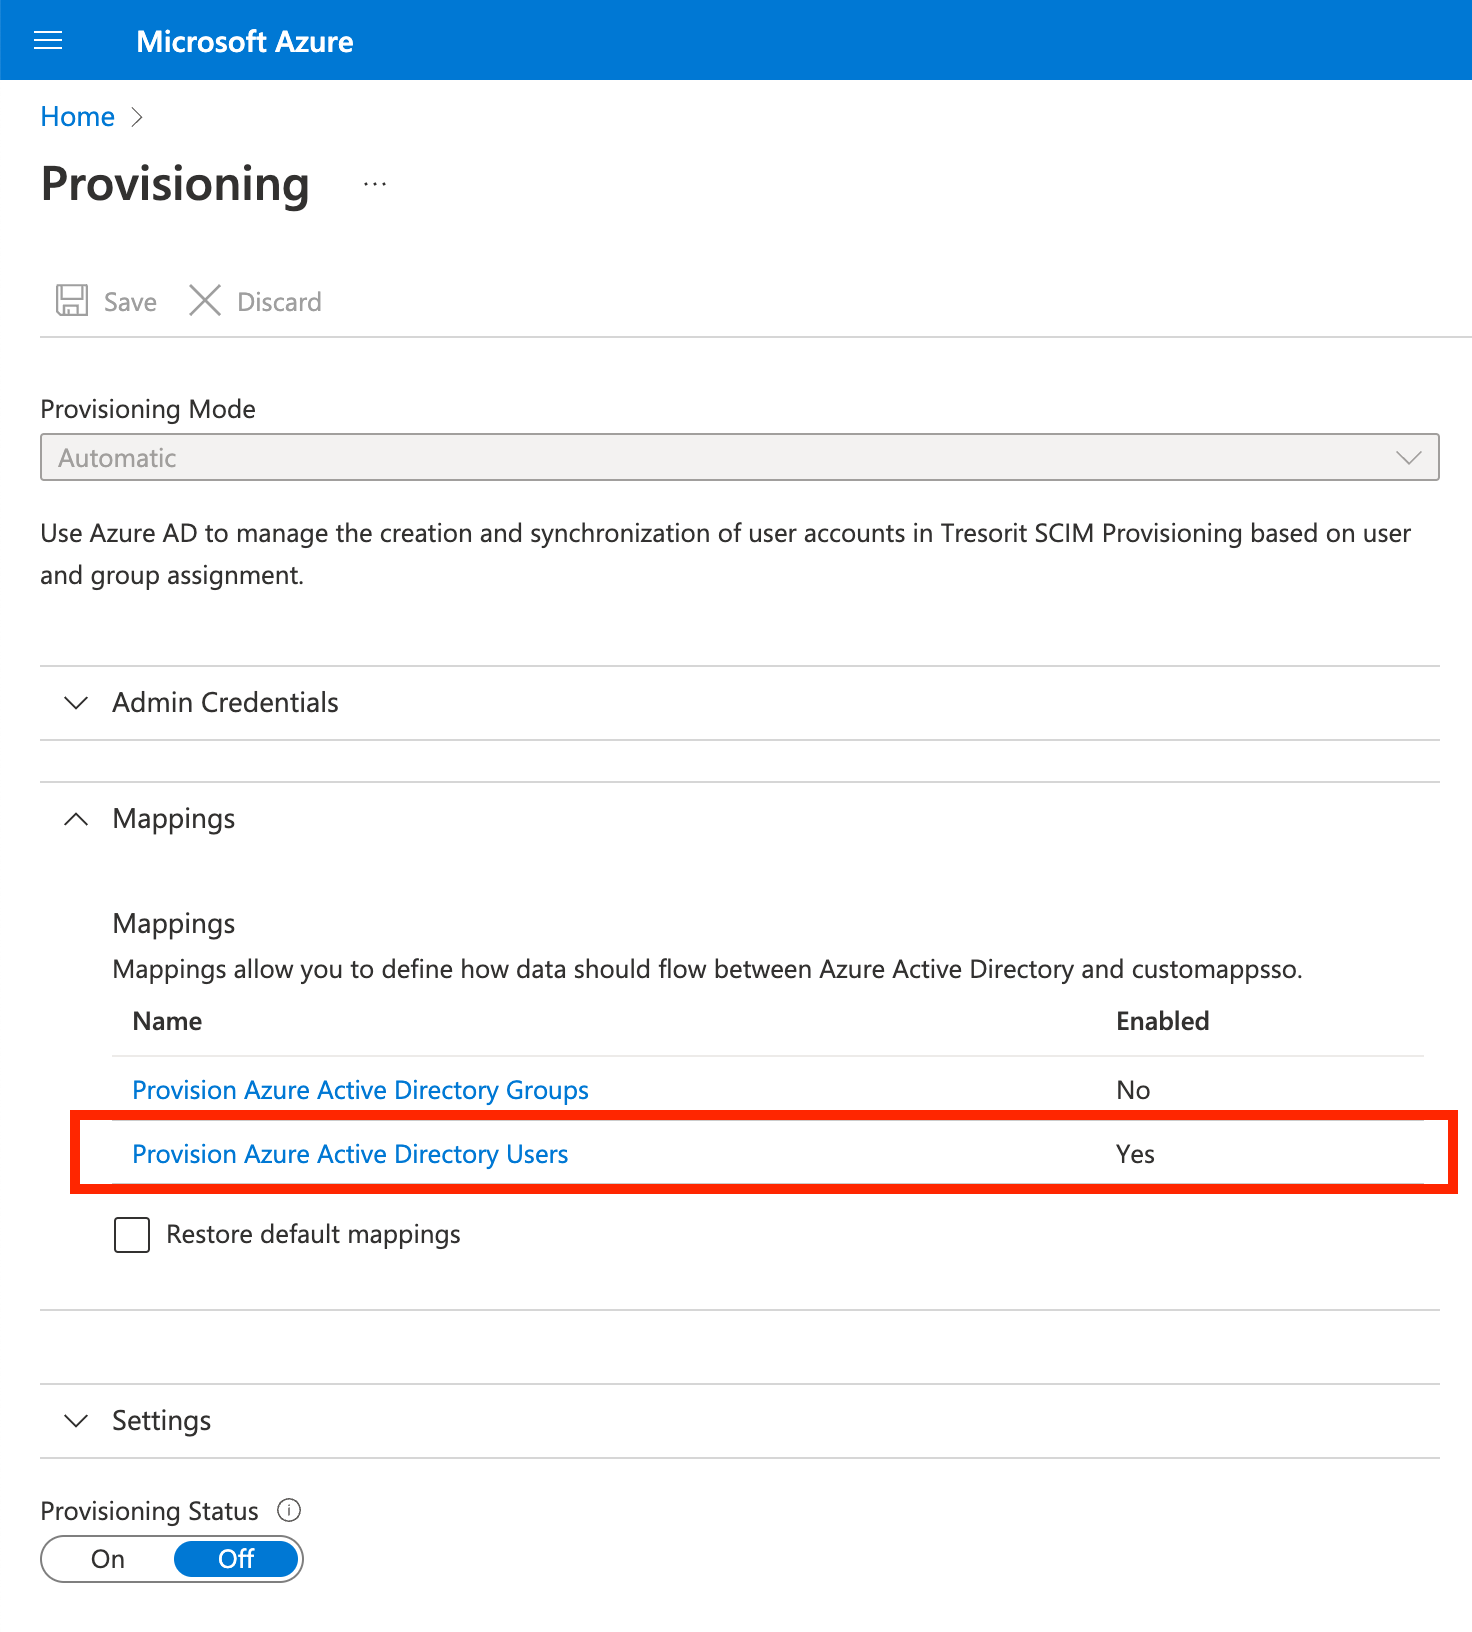 Microsoft Azure
Home
Provisioning
Save Discard
Provisioning Mode
Automatic
Use Azure AD to manage the creation and synchronization of user accounts in Tresorit SCIM Provisioning based on user
and group assignment.
Admin Credentials
Mappings
Mappings
Mappings allow you to define how data should flow between Azure Active Directory and customappsso.
Name Enabled
Provision Azure Active Directory Groups No
Provision Azure Active Directory Users Yes
Restore default mappings
Settings
Provisioning Status
On Off